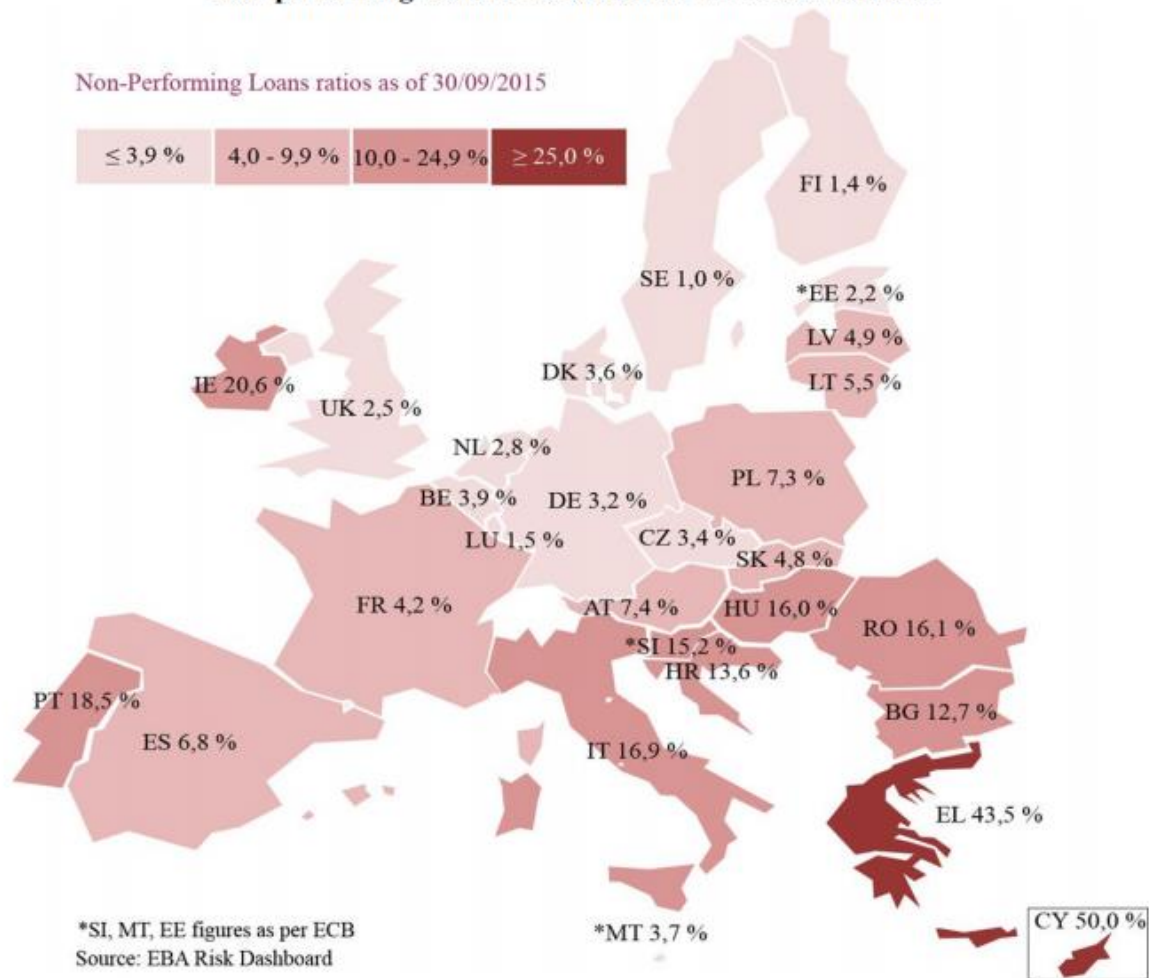 Non-Performing Loans ratios as of 30/09/2015
≤ 3,9 % 4,0 - 9,9 % 10,0 - 24,9 % ≥ 25,0 %
FI 1,4 %
SE 1,0 %
*EE 2,2 %
LV 4,9 %
DK 3,6 %
LT 5,5 %
IE 20,6 %
UK 2,5 %
NL 2,8 %
PL 7,3 %
BE 3,9 %
DE 3,2 %
LU 1,5 %
CZ 3,4 %
SK 4,8 %
FR 4,2 %
AT 7,4 %
HU 16,0 %
RO 16,1 %
*SI 15,2 %
HR 13,6 %
PT 18,5 %
BG 12,7 %
ES 6,8 %
IT 16,9 %
EL 43,5 %
CY 50,0 %
*MT 3,7 %
*SI, MT, EE figures as per ECB
Source: EBA Risk Dashboard